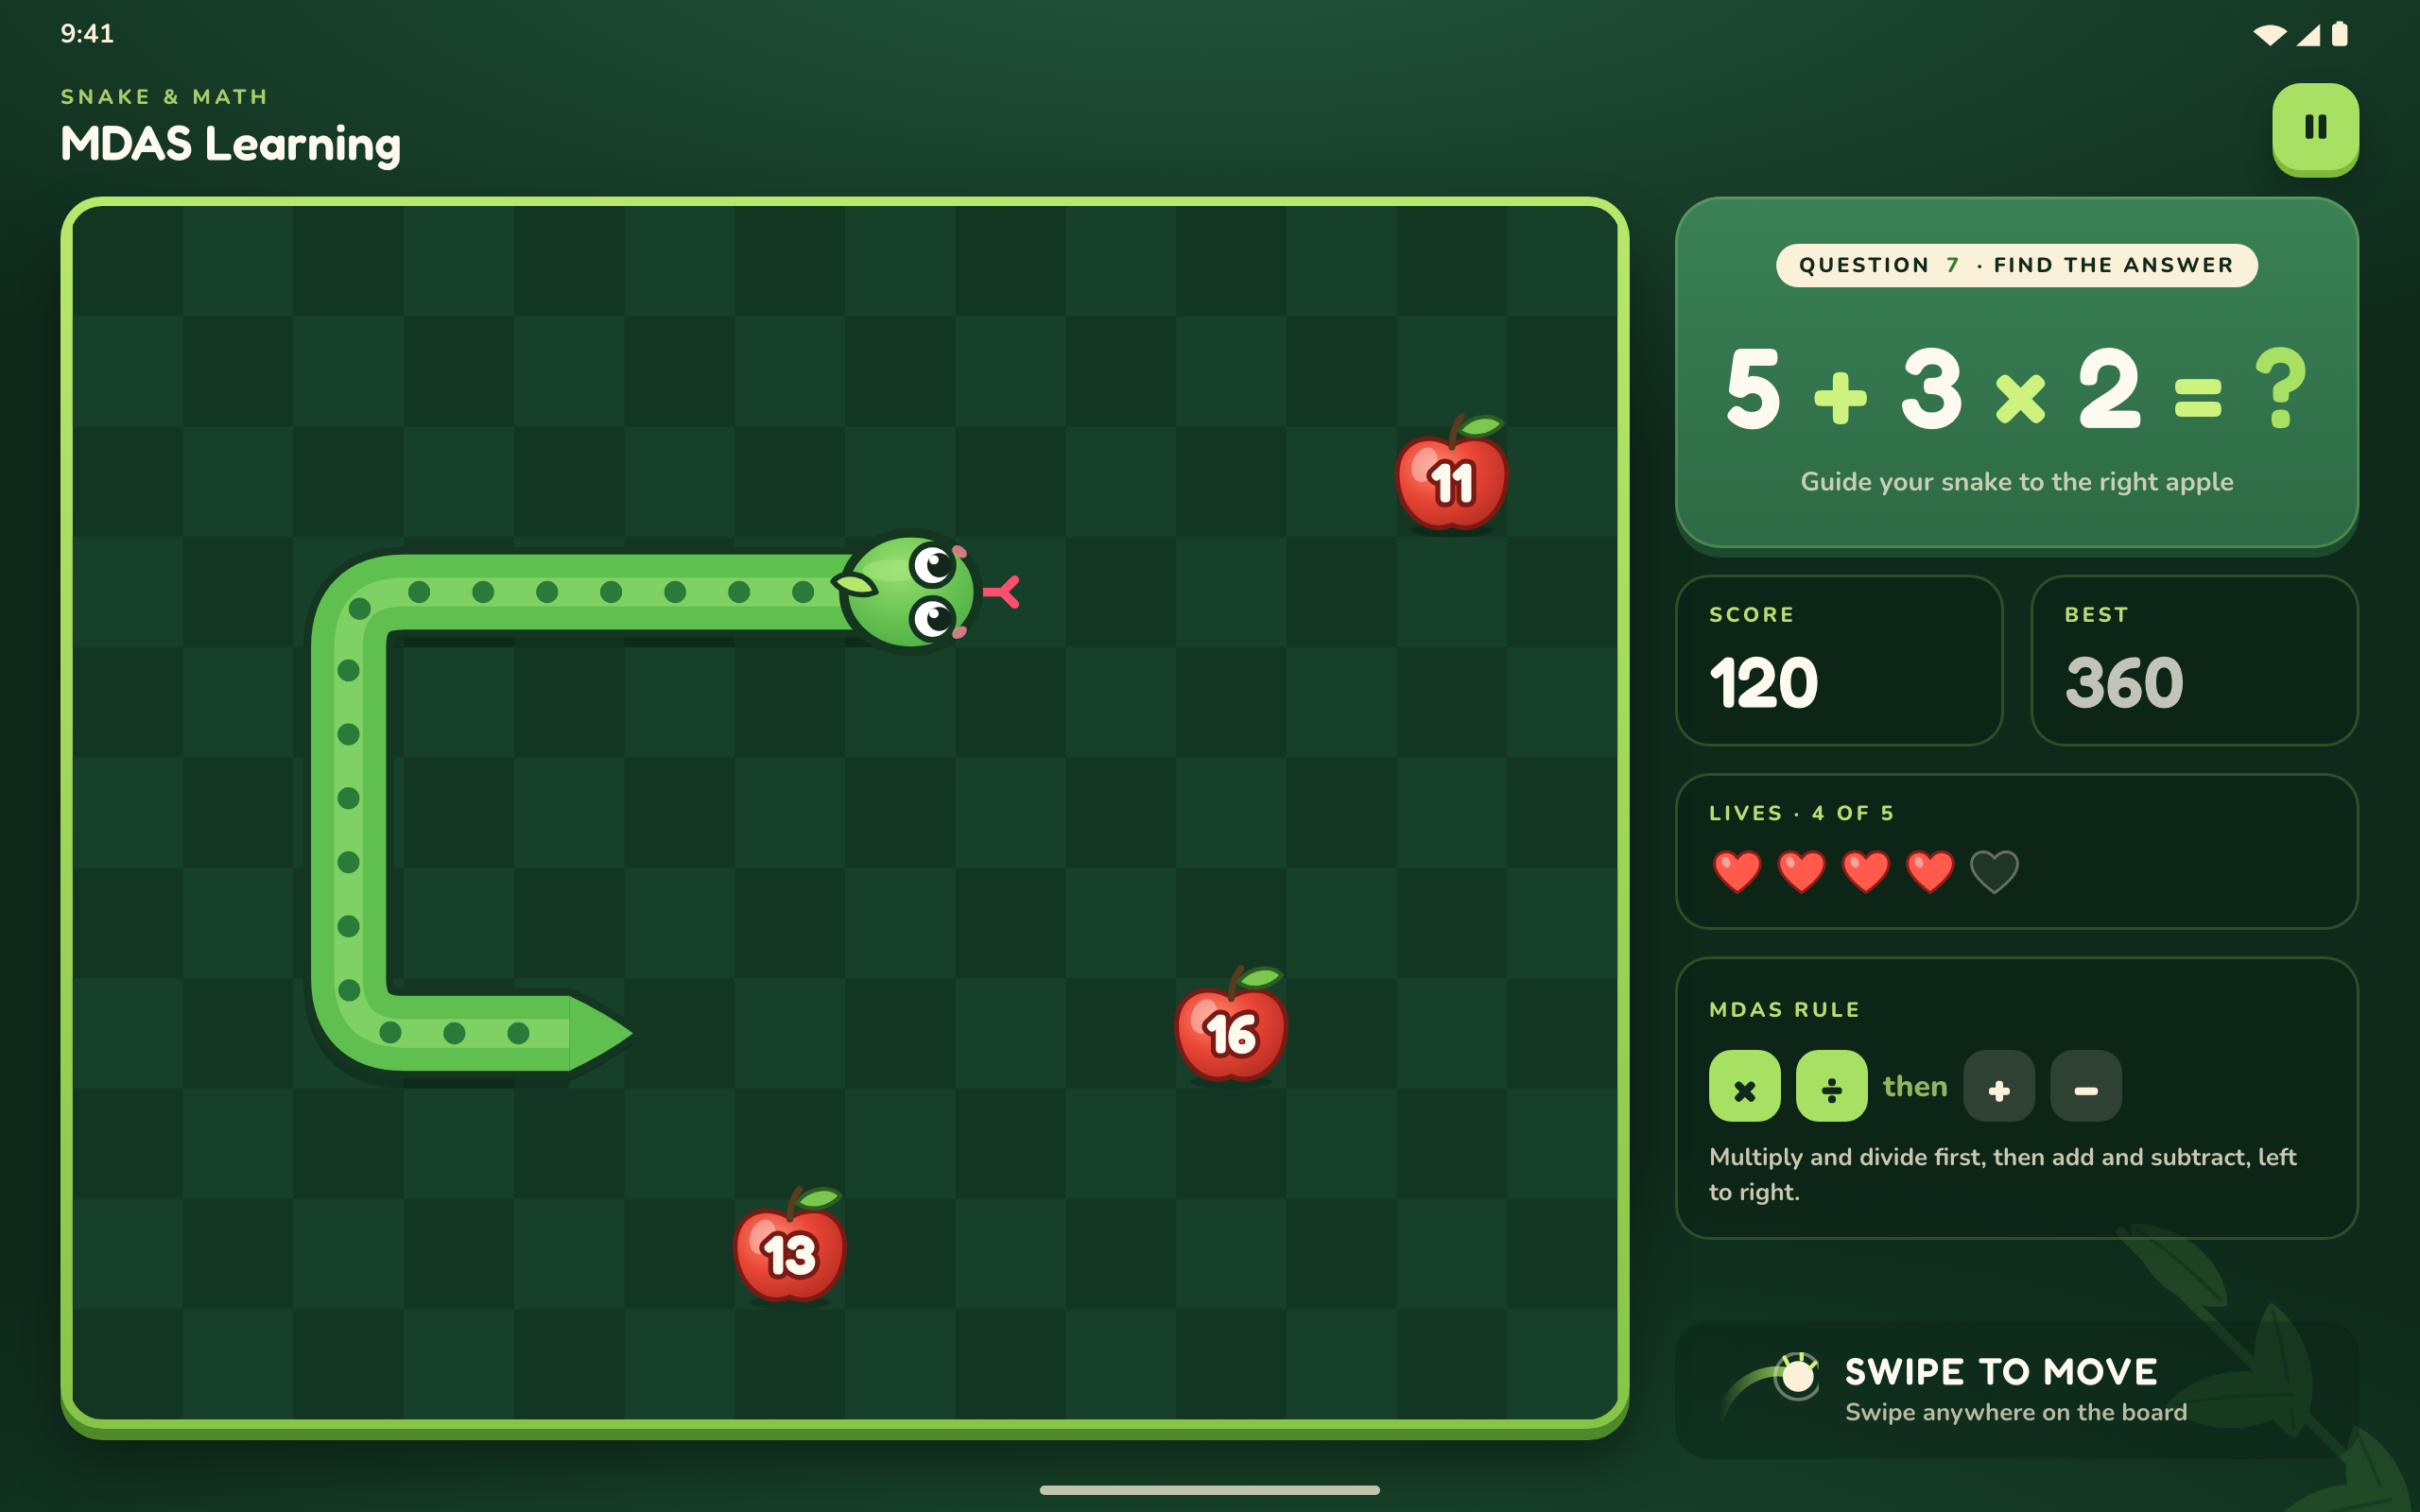 9:41
SNAKE & MATH
MDAS Learning
QUESTION 7 · FIND THE ANSWER
5 + 3 × 2 = ?
Guide your snake to the right apple
11
16
13
SCORE
120
BEST
360
LIVES · 4 OF 5
MDAS RULE
× ÷ then + −
Multiply and divide first, then add and subtract, left
to right.
SWIPE TO MOVE
Swipe anywhere on the board